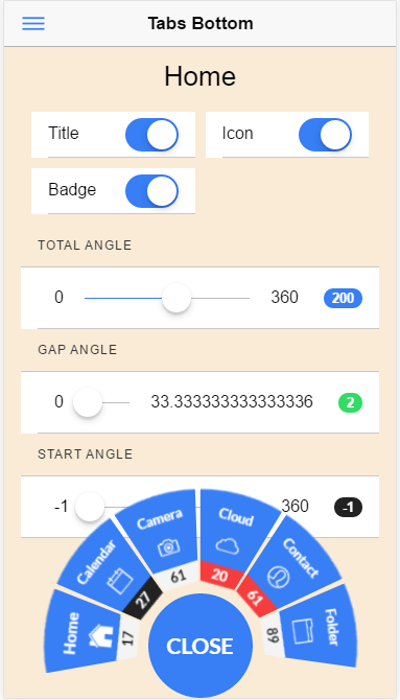 Tabs Bottom
Home
Title
Icon
Badge
TOTAL ANGLE
0 360 200
GAP ANGLE
0 33.333333333333336 2
START ANGLE
-1 360 -1
Home 17
Calendar 27
Camera 61
Cloud 20
Contact 61
Folder 89
CLOSE